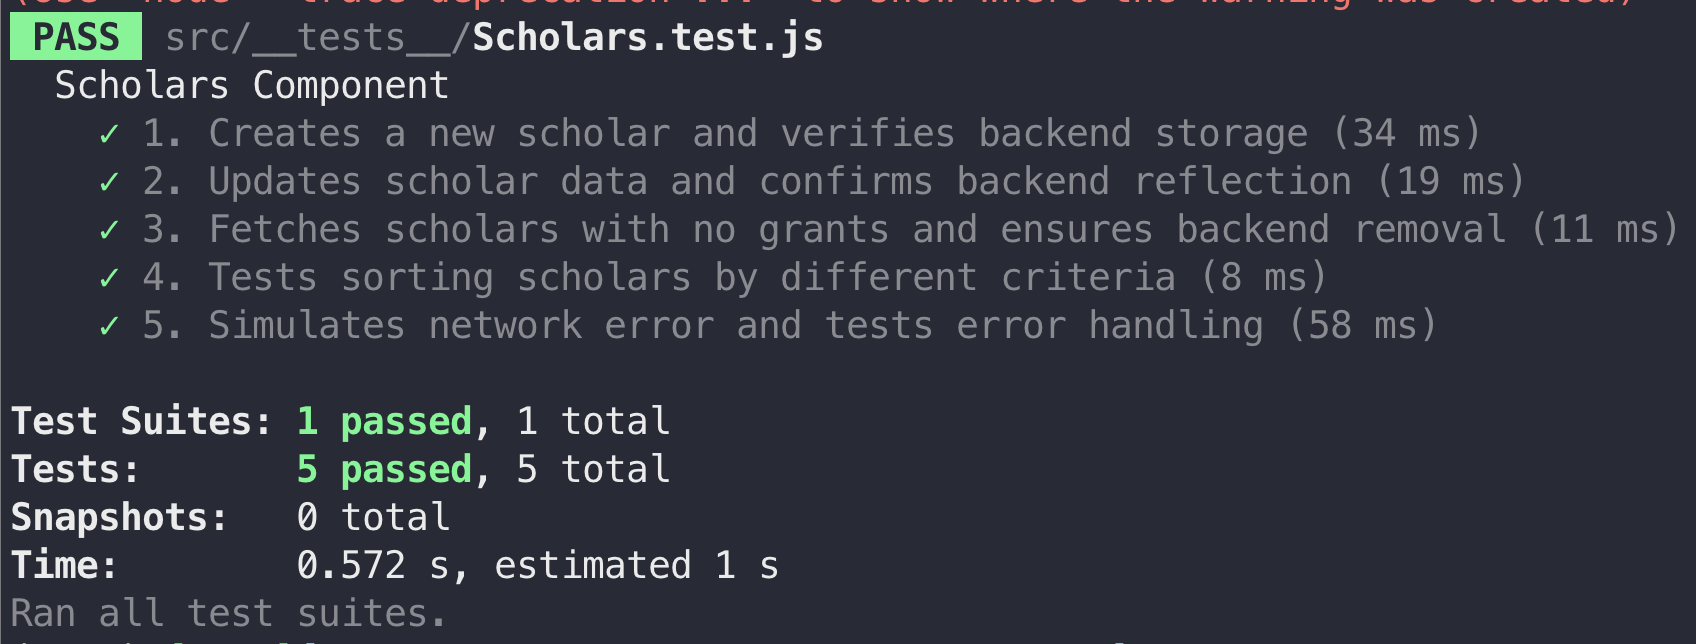 PASS src/__tests__/Scholars.test.js
Scholars Component
✓ 1. Creates a new scholar and verifies backend storage (34 ms)
✓ 2. Updates scholar data and confirms backend reflection (19 ms)
✓ 3. Fetches scholars with no grants and ensures backend removal (11 ms)
✓ 4. Tests sorting scholars by different criteria (8 ms)
✓ 5. Simulates network error and tests error handling (58 ms)
Test Suites: 1 passed, 1 total
Tests: 5 passed, 5 total
Snapshots: 0 total
Time: 0.572 s, estimated 1 s
Ran all test suites.